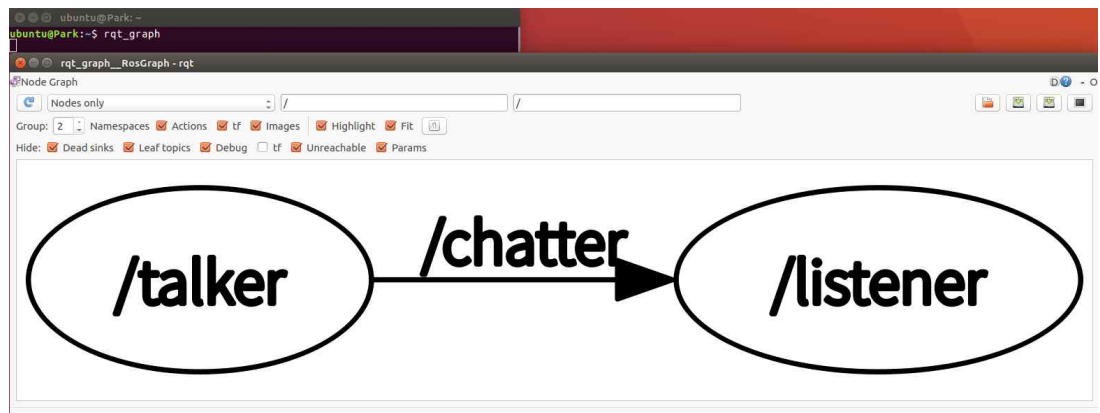 ubuntu@Park: ~
ubuntu@Park:~$ rqt_graph
rqt_graph__RosGraph - rqt
Node Graph
D - O
Nodes only / /
Group: 2 Namespaces Actions tf Images Highlight Fit
Hide: Dead sinks Leaf topics Debug tf Unreachable Params
/chatter
/talker /listener